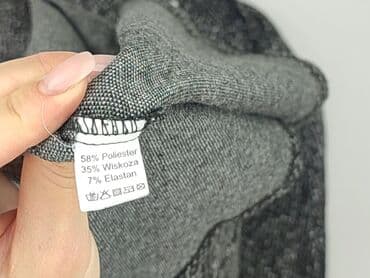 58% Poliester
35% Wiskoza
7% Elastan